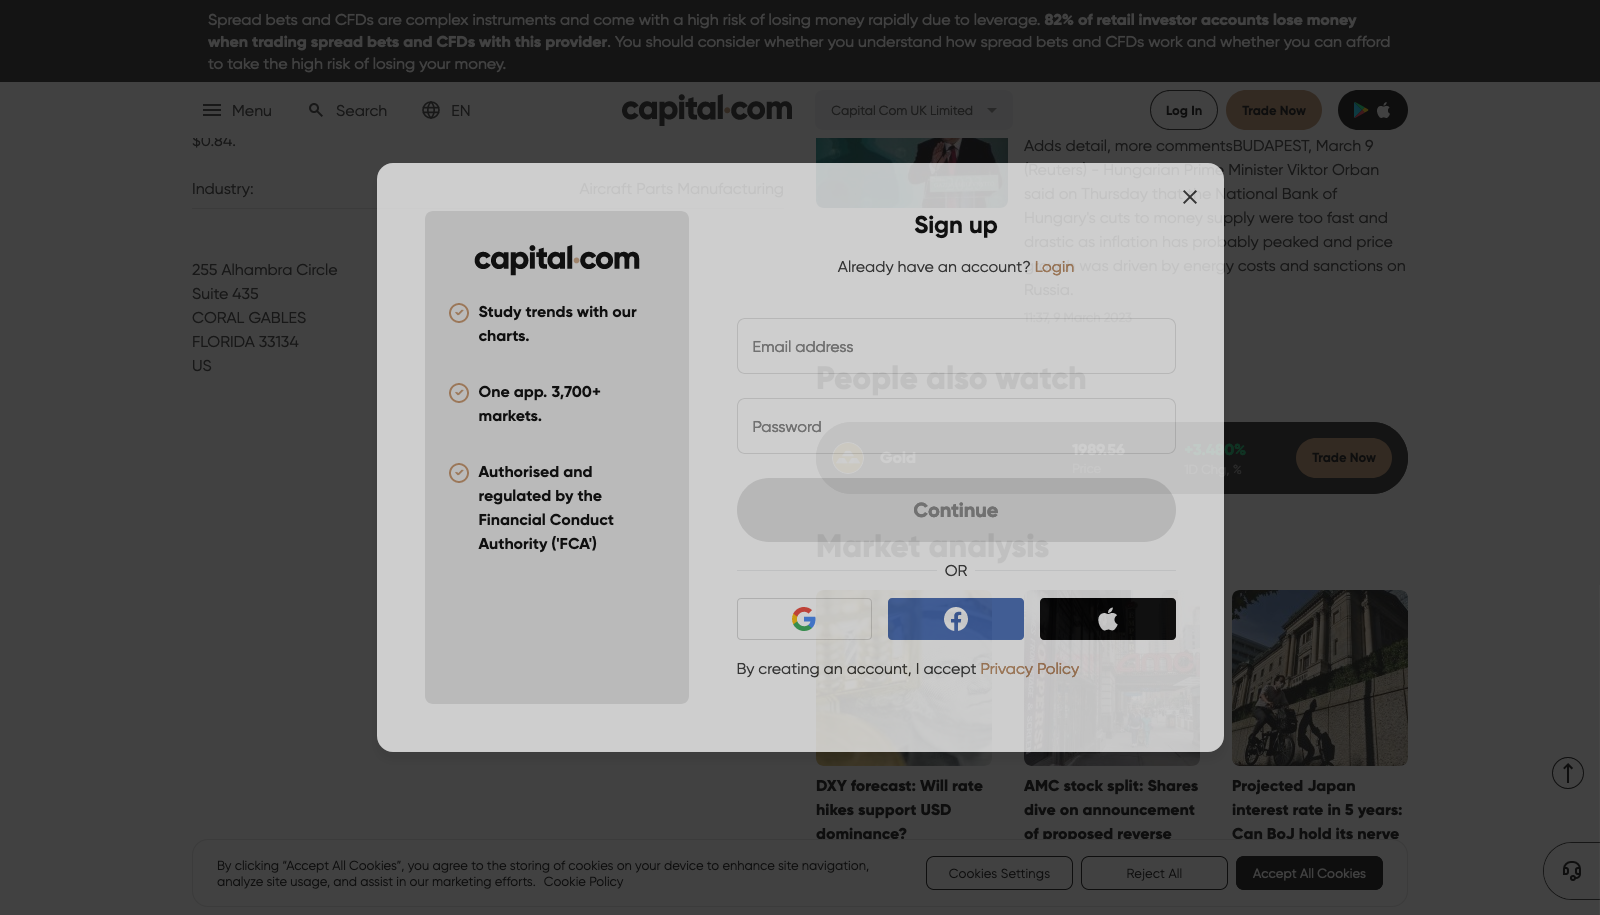 Spread bets and CFDs are complex instruments and come with a high risk of losing money rapidly due to leverage. 82% of retail investor accounts lose money
when trading spread bets and CFDs with this provider. You should consider whether you understand how spread bets and CFDs work and whether you can afford
to take the high risk of losing your money.
Menu
Search
EN
capital.com
Capital Com UK Limited
Log In
Trade Now
$0.84.
Industry:
Aircraft Parts Manufacturing
255 Alhambra Circle
Suite 435
CORAL GABLES
FLORIDA 33134
US
Adds detail, more commentsBUDAPEST, March 9
(Reuters) - Hungarian Prime Minister Viktor Orban
said on Thursday that the National Bank of
Hungary's cuts to money supply were too fast and
drastic as inflation has probably peaked and price
was driven by energy costs and sanctions on
Russia.
11:37, 9 March 2023
capital.com
Study trends with our
charts.
One app. 3,700+
markets.
Authorised and
regulated by the
Financial Conduct
Authority ('FCA')
Sign up
Already have an account? Login
Email address
Password
Continue
OR
By creating an account, I accept Privacy Policy
People also watch
Gold
1989.56
Price
+3.480%
1D Chg, %
Trade Now
Market analysis
DXY forecast: Will rate
hikes support USD
dominance?
AMC stock split: Shares
dive on announcement
of proposed reverse
Projected Japan
interest rate in 5 years:
Can BoJ hold its nerve
By clicking “Accept All Cookies”, you agree to the storing of cookies on your device to enhance site navigation,
analyze site usage, and assist in our marketing efforts. Cookie Policy
Cookies Settings
Reject All
Accept All Cookies